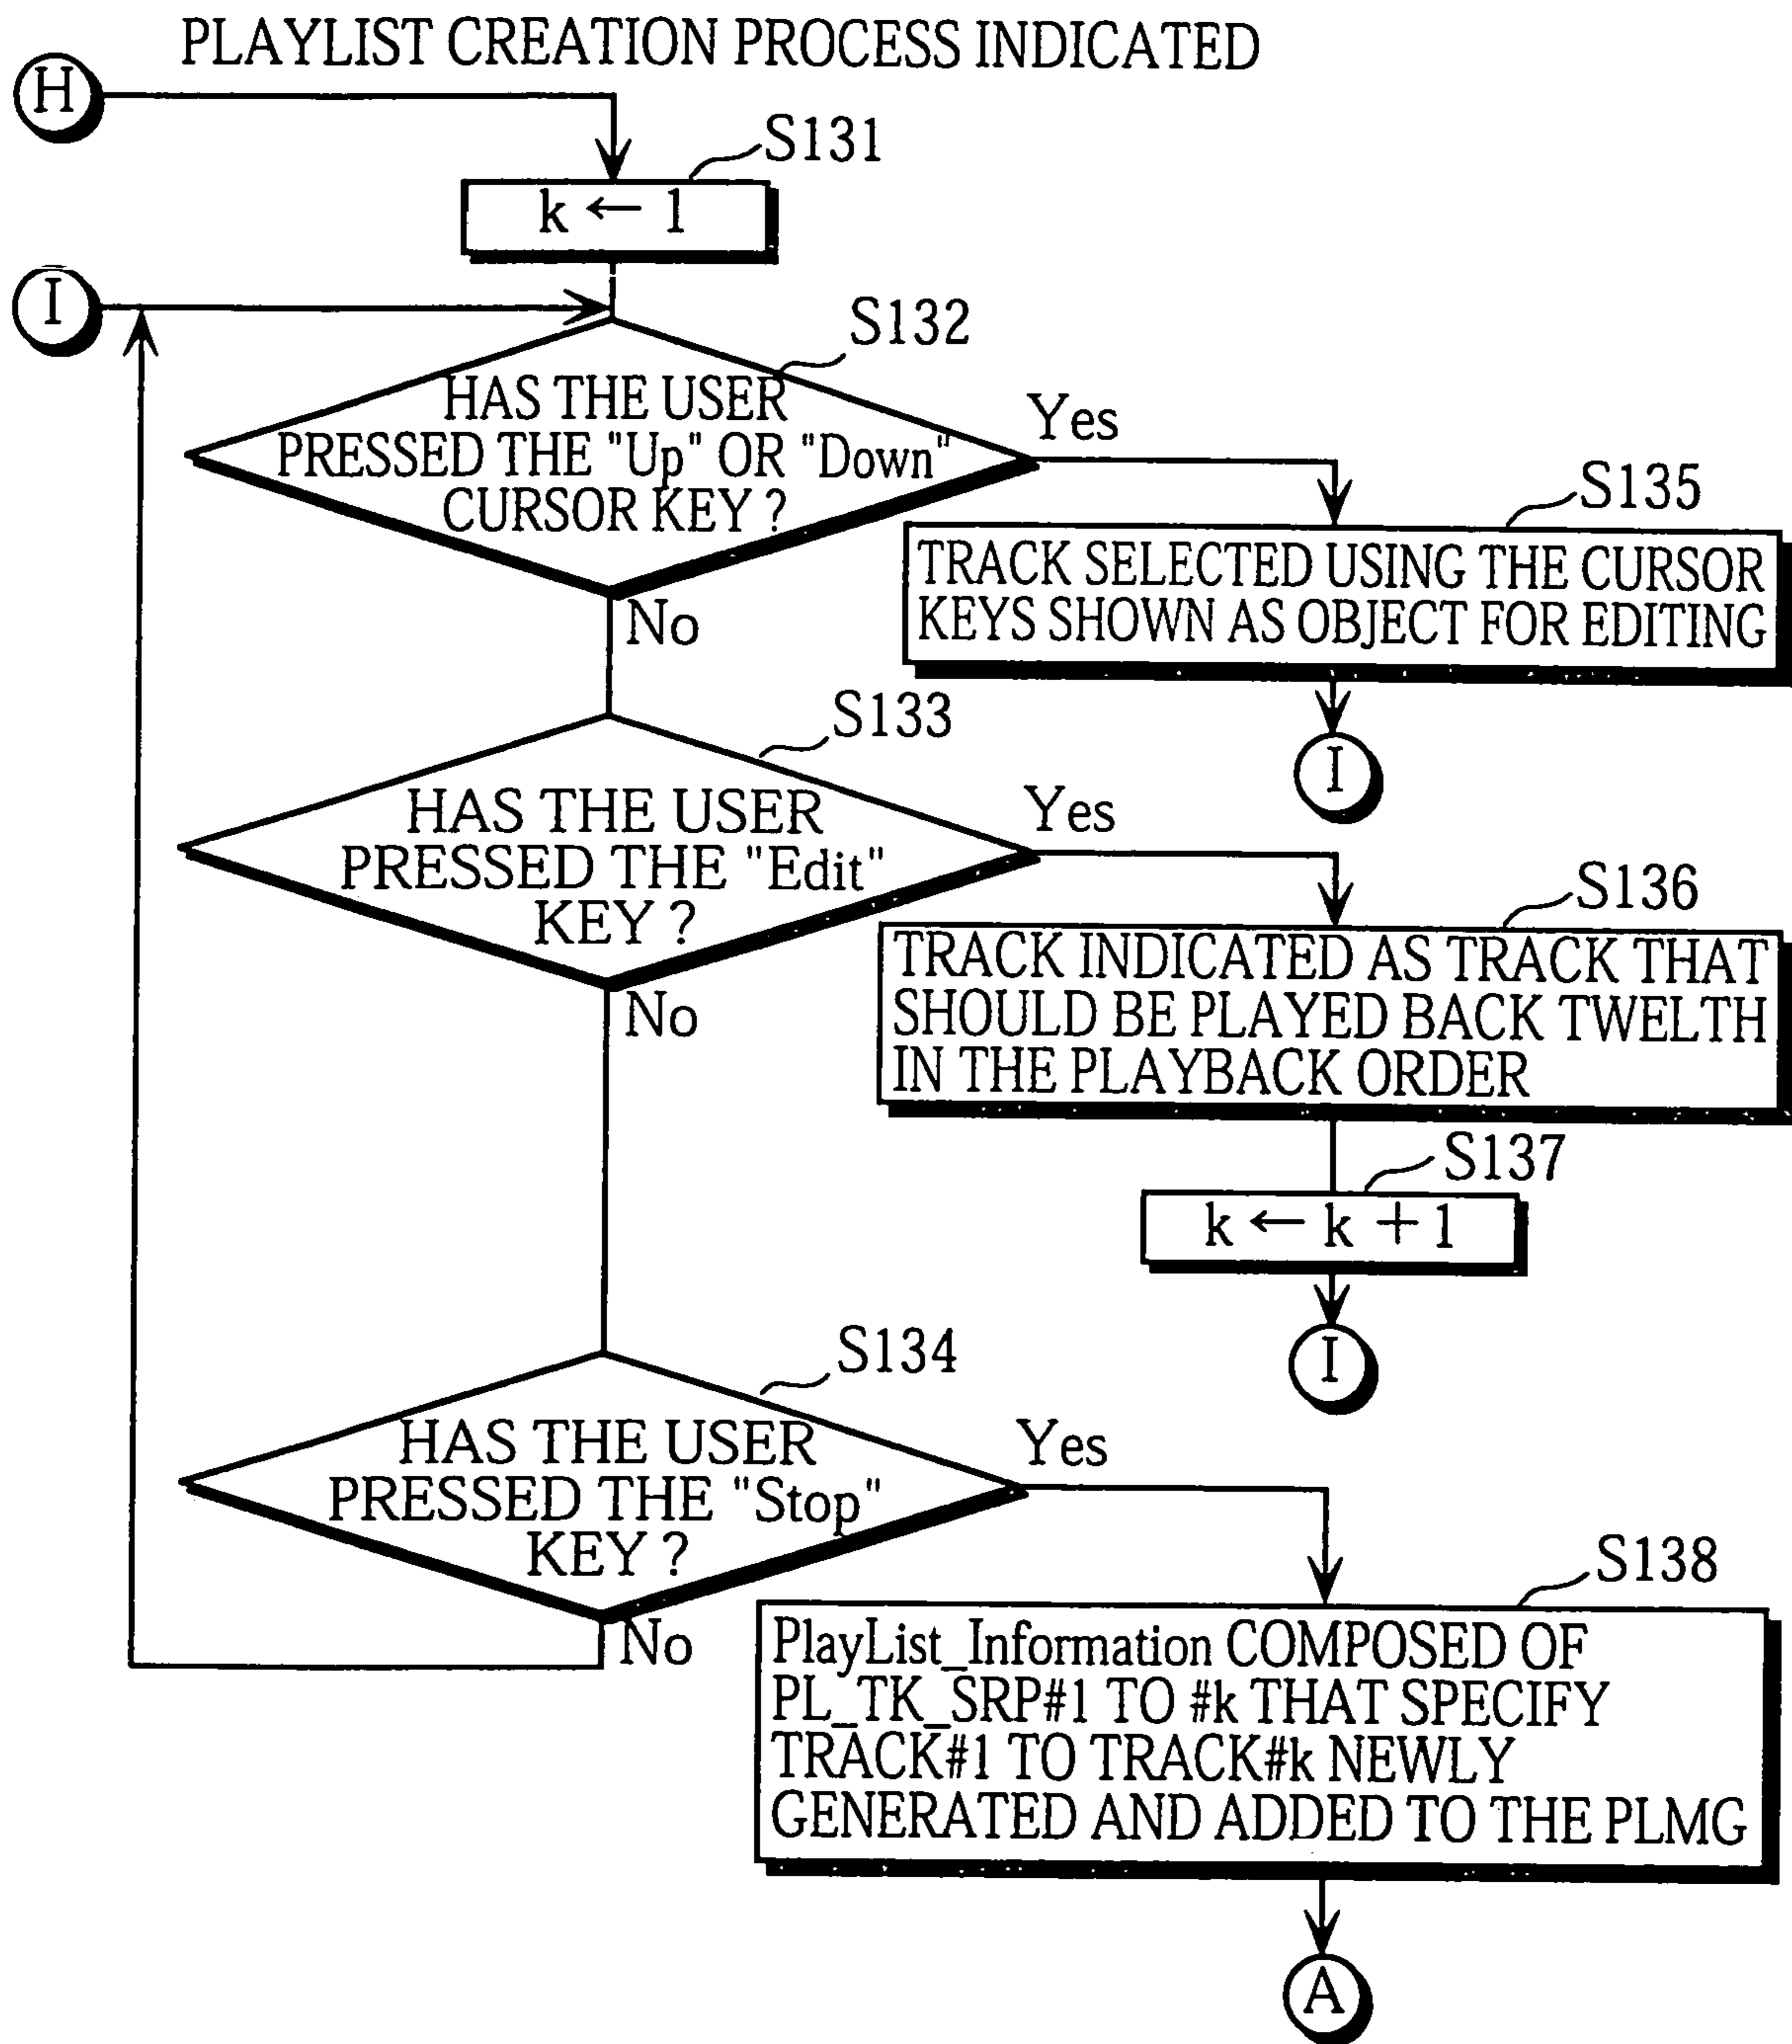 PLAYLIST CREATION PROCESS INDICATED
H
S131
k ← 1
I
S132
HAS THE USER
PRESSED THE "Up" OR "Down"
CURSOR KEY ?
Yes
No
S135
TRACK SELECTED USING THE CURSOR
KEYS SHOWN AS OBJECT FOR EDITING
I
S133
HAS THE USER
PRESSED THE "Edit"
KEY ?
Yes
No
S136
TRACK INDICATED AS TRACK THAT
SHOULD BE PLAYED BACK TWELTH
IN THE PLAYBACK ORDER
S137
k ← k + 1
I
S134
HAS THE USER
PRESSED THE "Stop"
KEY ?
Yes
No
S138
PlayList_Information COMPOSED OF
PL_TK_SRP#1 TO #k THAT SPECIFY
TRACK#1 TO TRACK#k NEWLY
GENERATED AND ADDED TO THE PLMG
A